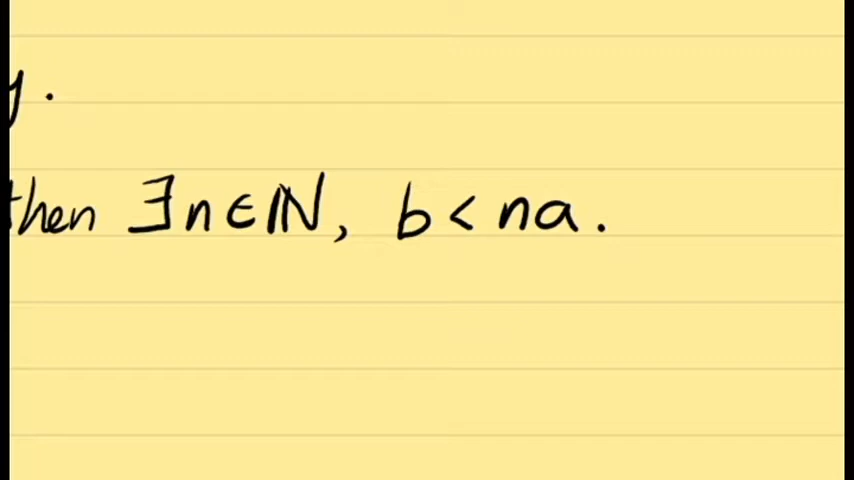 y.
then ∃n∈ℕ, b < na.